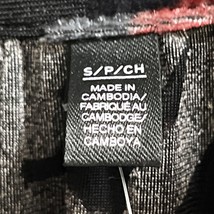 S/P/CH
MADE IN
CAMBODIA/
FABRIQUÉ AU
CAMBODGE/
HECHO EN
CAMBOYA